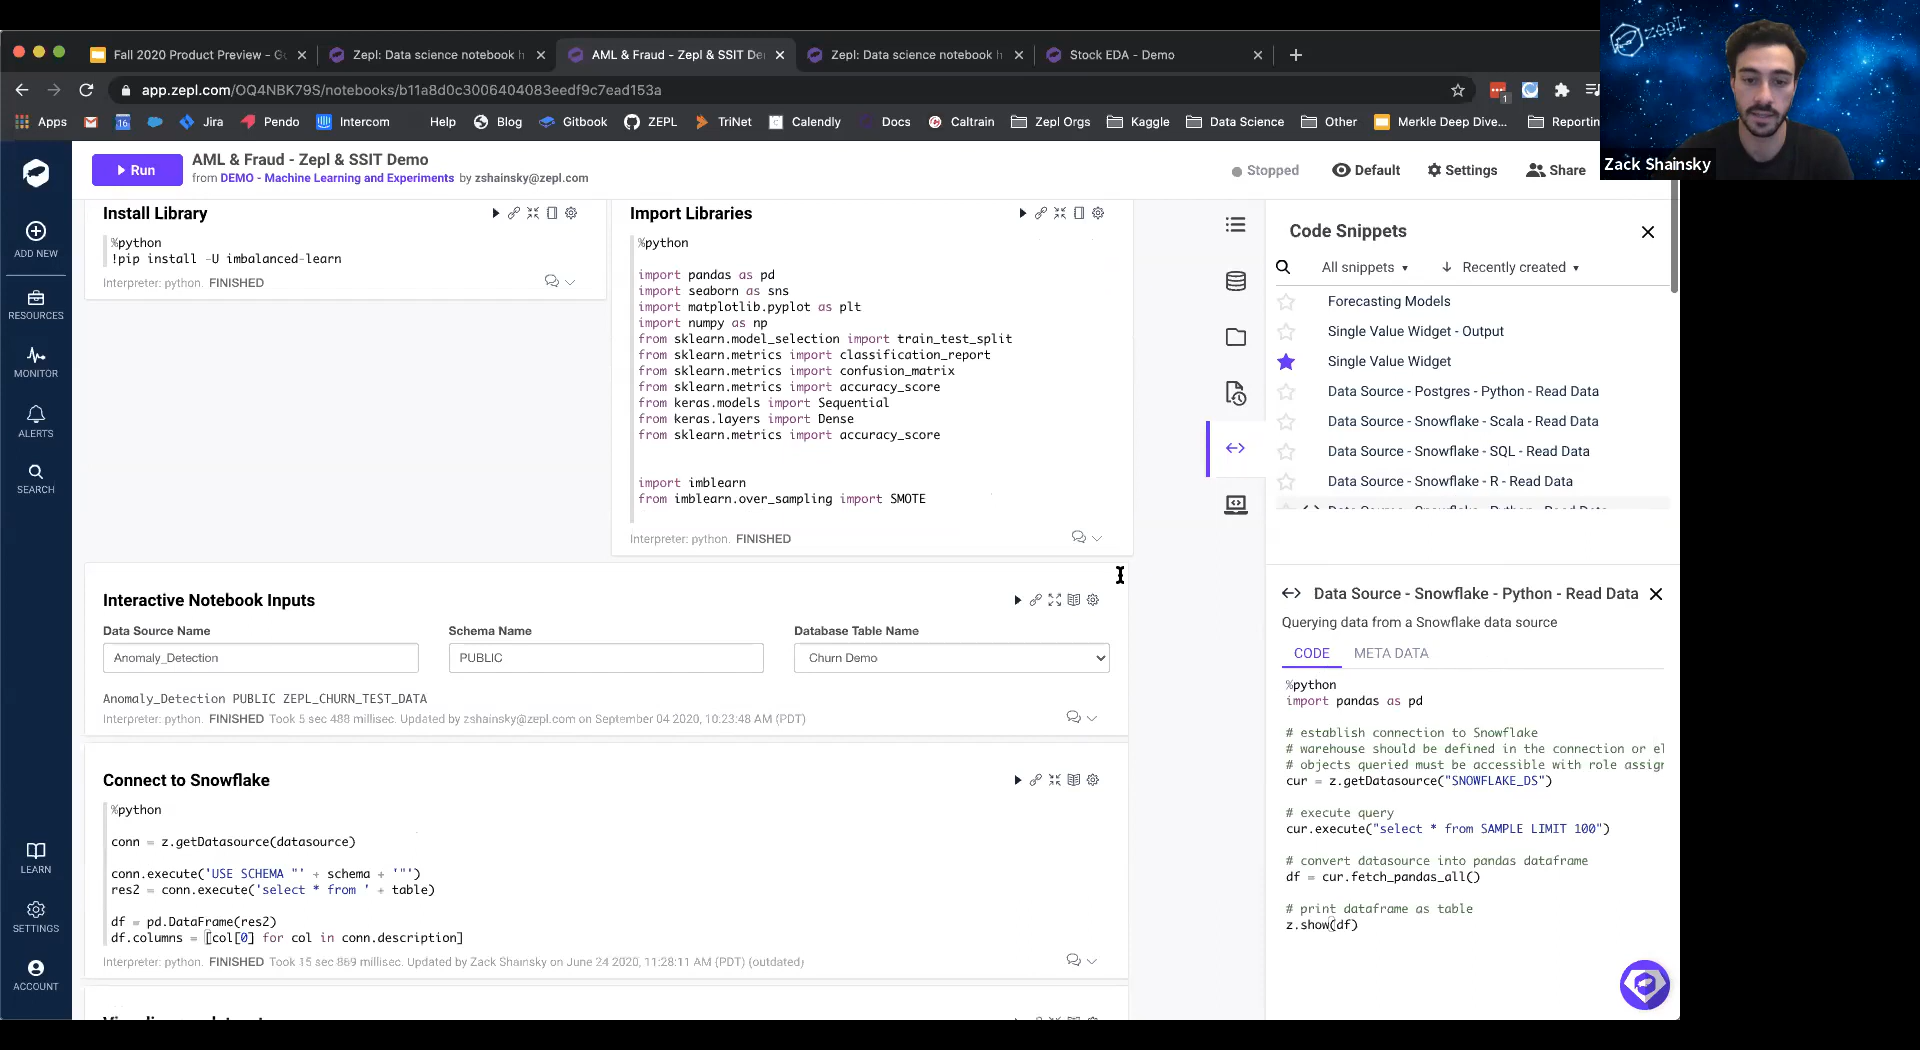 Fall 2020 Product Preview - G
Zepl: Data science notebook h
AML & Fraud - Zepl & SSIT De
Zepl: Data science notebook h
Stock EDA - Demo
app.zepl.com/OQ4NBK79S/notebooks/b11a8d0c3006404083eedf9c7ead153a
1
Apps
16
Jira
Pendo
Intercom
Help
Blog
Gitbook
ZEPL
TriNet
Calendly
Docs
Caltrain
Zepl Orgs
Kaggle
Data Science
Other
Merkle Deep Dive...
Reportin
zepl
Zack Shainsky
Run
AML & Fraud - Zepl & SSIT Demo
from DEMO - Machine Learning and Experiments by zshainsky@zepl.com
Stopped
Default
Settings
Share
ADD NEW
RESOURCES
MONITOR
ALERTS
SEARCH
LEARN
SETTINGS
ACCOUNT
Install Library
%python
!pip install -U imbalanced-learn
Interpreter: python. FINISHED
Import Libraries
%python
import pandas as pd
import seaborn as sns
import matplotlib.pyplot as plt
import numpy as np
from sklearn.model_selection import train_test_split
from sklearn.metrics import classification_report
from sklearn.metrics import confusion_matrix
from sklearn.metrics import accuracy_score
from keras.models import Sequential
from keras.layers import Dense
from sklearn.metrics import accuracy_score
import imblearn
from imblearn.over_sampling import SMOTE
Interpreter: python. FINISHED
Interactive Notebook Inputs
Data Source Name
Schema Name
Database Table Name
Anomaly_Detection
PUBLIC
Churn Demo
Anomaly_Detection PUBLIC ZEPL_CHURN_TEST_DATA
Interpreter: python. FINISHED Took 5 sec 488 millisec. Updated by zshainsky@zepl.com on September 04 2020, 10:23:48 AM (PDT)
Connect to Snowflake
%python
conn = z.getDatasource(datasource)
conn.execute('USE SCHEMA "' + schema + '"')
res2 = conn.execute('select * from ' + table)
df = pd.DataFrame(res2)
df.columns = [col[0] for col in conn.description]
Interpreter: python. FINISHED Took 15 sec 869 millisec. Updated by Zack Shainsky on June 24 2020, 11:28:11 AM (PDT) (outdated)
Code Snippets
All snippets
Recently created
Forecasting Models
Single Value Widget - Output
Single Value Widget
Data Source - Postgres - Python - Read Data
Data Source - Snowflake - Scala - Read Data
Data Source - Snowflake - SQL - Read Data
Data Source - Snowflake - R - Read Data
Data Source - Snowflake - Python - Read Data
Data Source - Snowflake - Python - Read Data
Querying data from a Snowflake data source
CODE
META DATA
%python
import pandas as pd
# establish connection to Snowflake
# warehouse should be defined in the connection or el
# objects queried must be accessible with role assign
cur = z.getDatasource("SNOWFLAKE_DS")
# execute query
cur.execute("select * from SAMPLE LIMIT 100")
# convert datasource into pandas dataframe
df = cur.fetch_pandas_all()
# print dataframe as table
z.show(df)